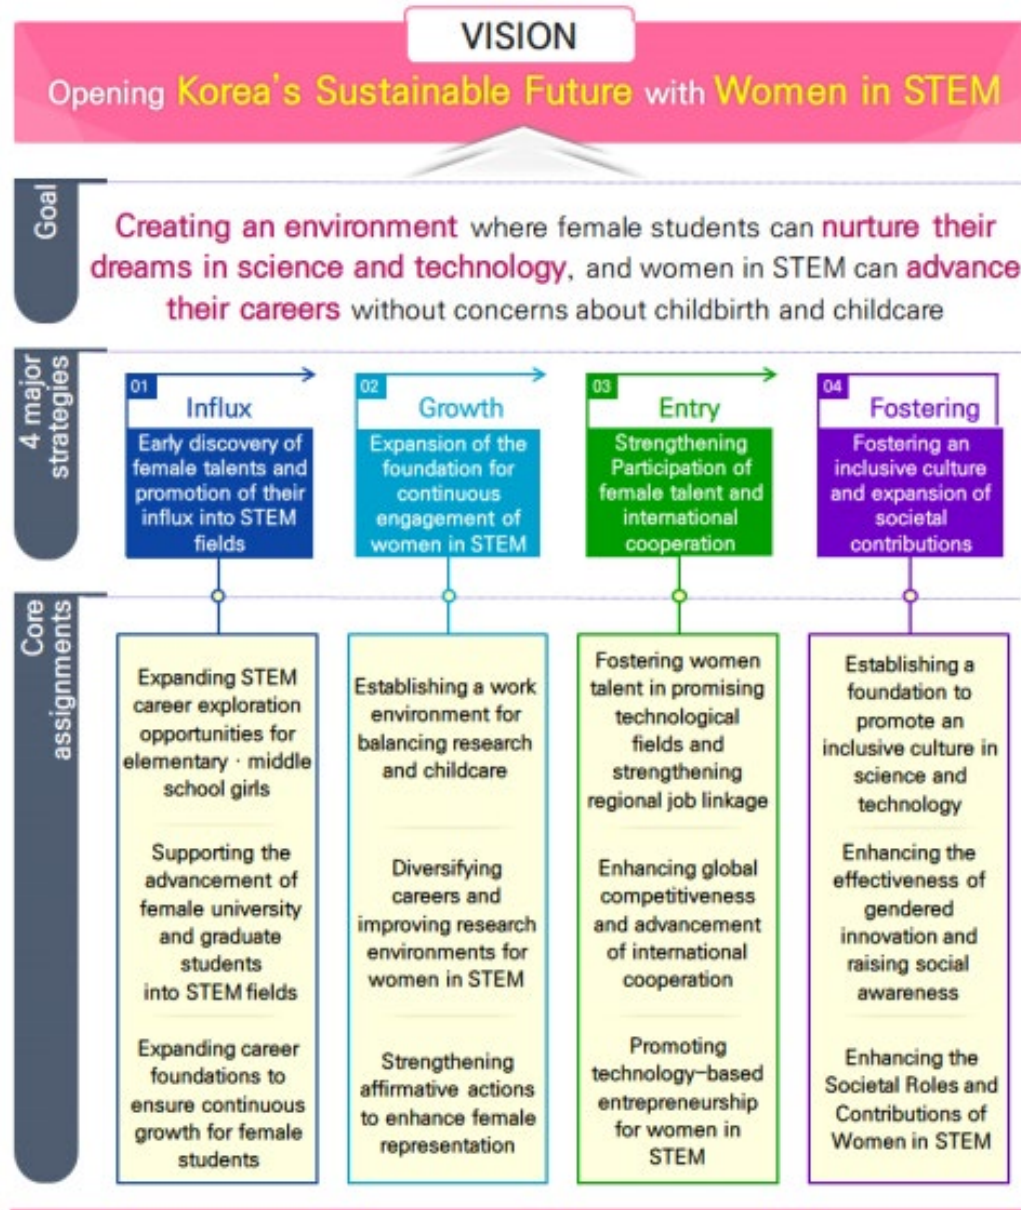 VISION
Opening Korea's Sustainable Future with Women in STEM
Goal
Creating an environment where female students can nurture their
dreams in science and technology, and women in STEM can advance
their careers without concerns about childbirth and childcare
4 major
strategies
01
Influx
Early discovery of
female talents and
promotion of their
influx into STEM
fields
02
Growth
Expansion of the
foundation for
continuous
engagement of
women in STEM
03
Entry
Strengthening
Participation of
female talent and
international
cooperation
04
Fostering
Fostering an
inclusive culture
and expansion of
societal
contributions
Core
assignments
Expanding STEM
career exploration
opportunities for
elementary · middle
school girls
Supporting the
advancement of
female university
and graduate
students
into STEM fields
Expanding career
foundations to
ensure continuous
growth for female
students
Establishing a work
environment for
balancing research
and childcare
Diversifying
careers and
improving research
environments for
women in STEM
Strengthening
affirmative actions
to enhance female
representation
Fostering women
talent in promising
technological
fields and
strengthening
regional job linkage
Enhancing global
competitiveness
and advancement
of international
cooperation
Promoting
technology-based
entrepreneurship
for women in
STEM
Establishing a
foundation to
promote an
inclusive culture in
science and
technology
Enhancing the
effectiveness of
gendered
innovation and
raising social
awareness
Enhancing the
Societal Roles and
Contributions of
Women in STEM